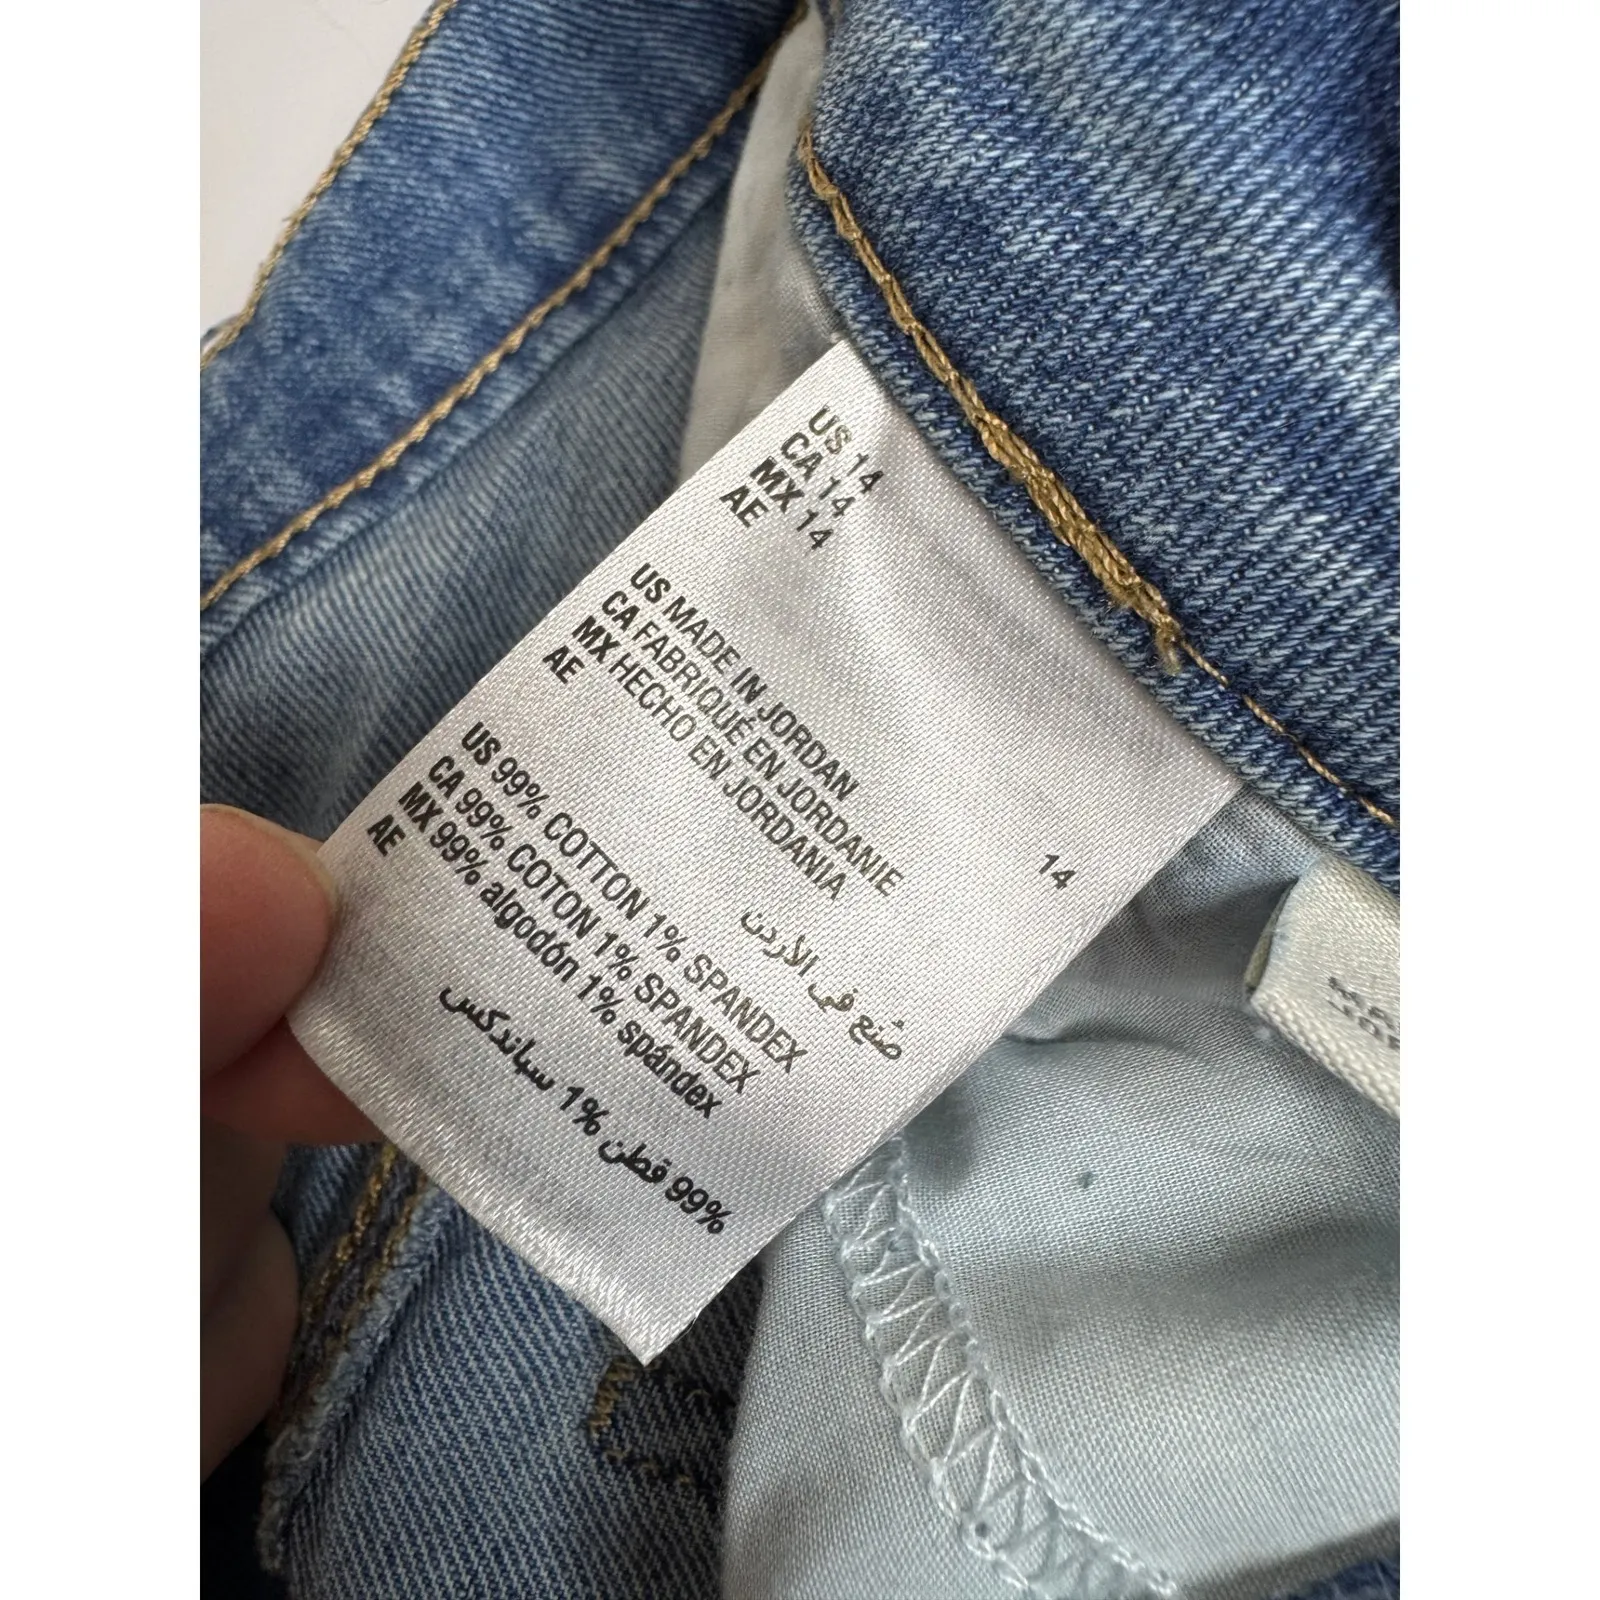 US 14
CA 14
MX 14
AE
14
US MADE IN JORDAN
CA FABRIQUÉ EN JORDANIE
MX HECHO EN JORDANIA
AE
صُنع في الأردن
US 99% COTTON 1% SPANDEX
CA 99% COTON 1% SPANDEX
MX 99% algodón 1% spándex
AE
99% قطن 1% سباندكس